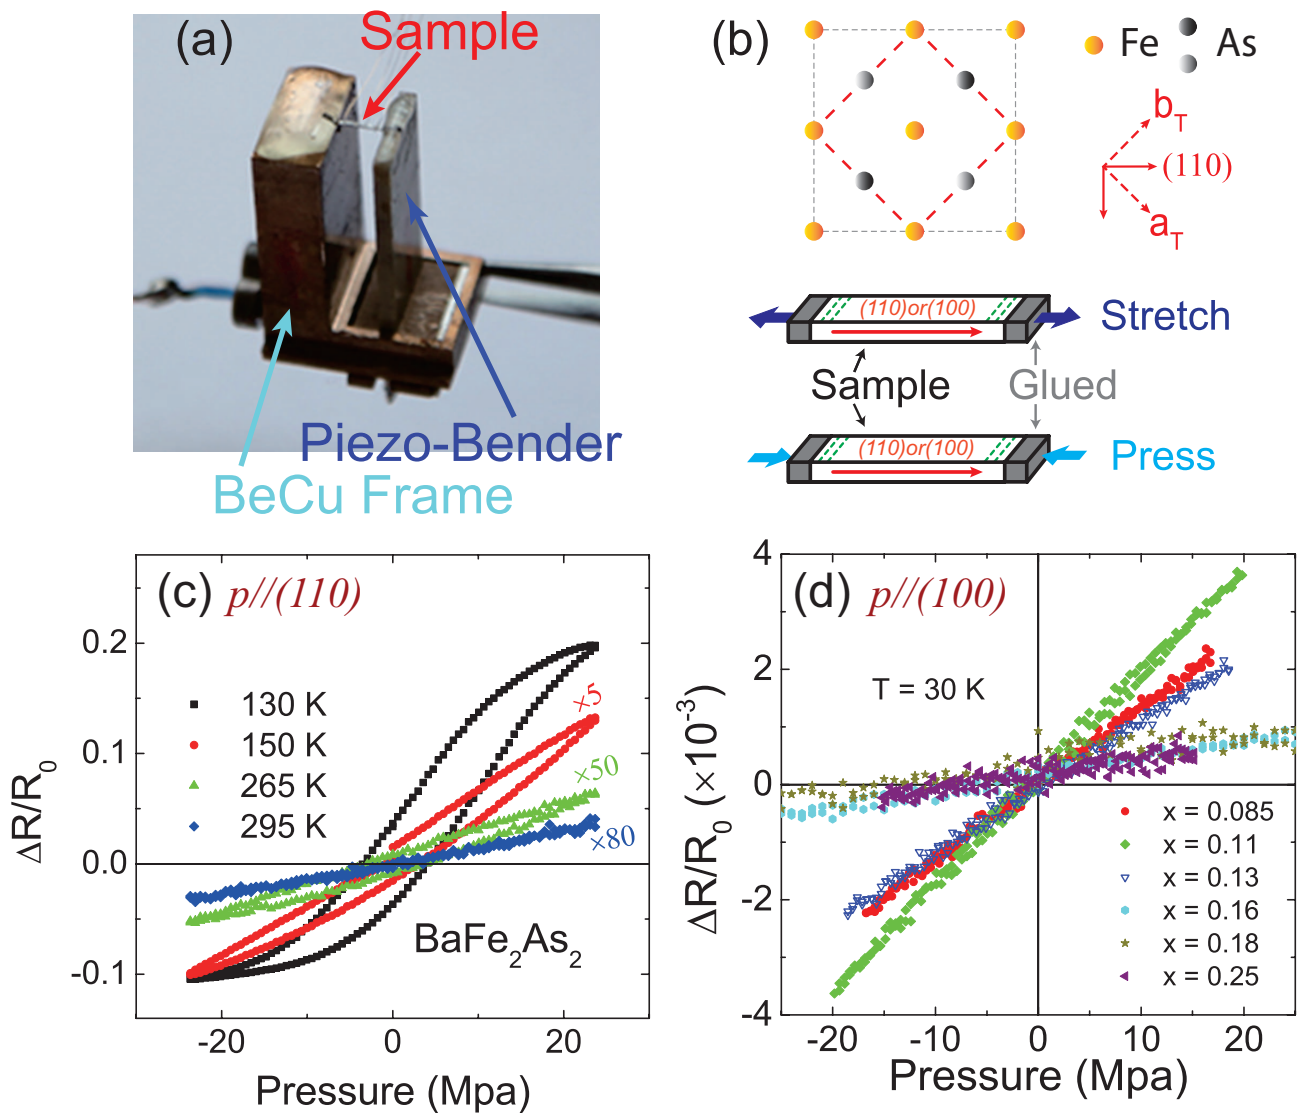 (a)
Sample
Piezo-Bender
BeCu Frame
(b)
Fe As
b_T
(110)
a_T
(110)or(100)
Stretch
Sample Glued
(110)or(100)
Press
(c) p//(110)
0.2
0.1
0.0
-0.1
ΔR/R_0
130 K
150 K
265 K
295 K
×5
×50
×80
BaFe_2As_2
-20 0 20
Pressure (Mpa)
(d) p//(100)
T = 30 K
4
2
0
-2
-4
ΔR/R_0 (×10^-3)
x = 0.085
x = 0.11
x = 0.13
x = 0.16
x = 0.18
x = 0.25
-20 -10 0 10 20
Pressure (Mpa)